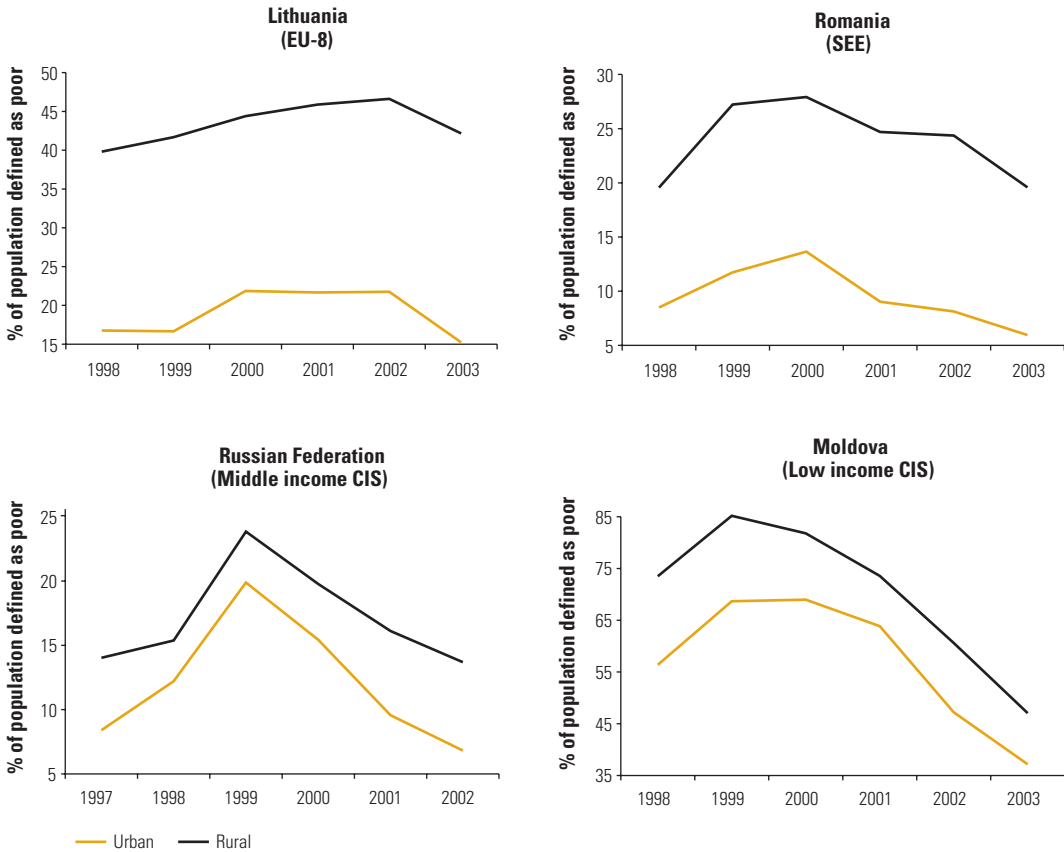 Lithuania
(EU-8)
% of population defined as poor
50
45
40
35
30
25
20
15
1998 1999 2000 2001 2002 2003
Romania
(SEE)
% of population defined as poor
30
25
20
15
10
5
1998 1999 2000 2001 2002 2003
Russian Federation
(Middle income CIS)
% of population defined as poor
25
20
15
10
5
1997 1998 1999 2000 2001 2002
Moldova
(Low income CIS)
% of population defined as poor
85
75
65
55
45
35
1998 1999 2000 2001 2002 2003
Urban Rural